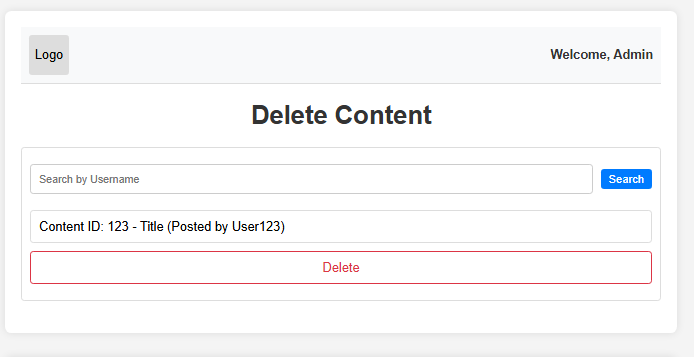 Logo
Welcome, Admin
Delete Content
Search by Username
Search
Content ID: 123 - Title (Posted by User123)
Delete